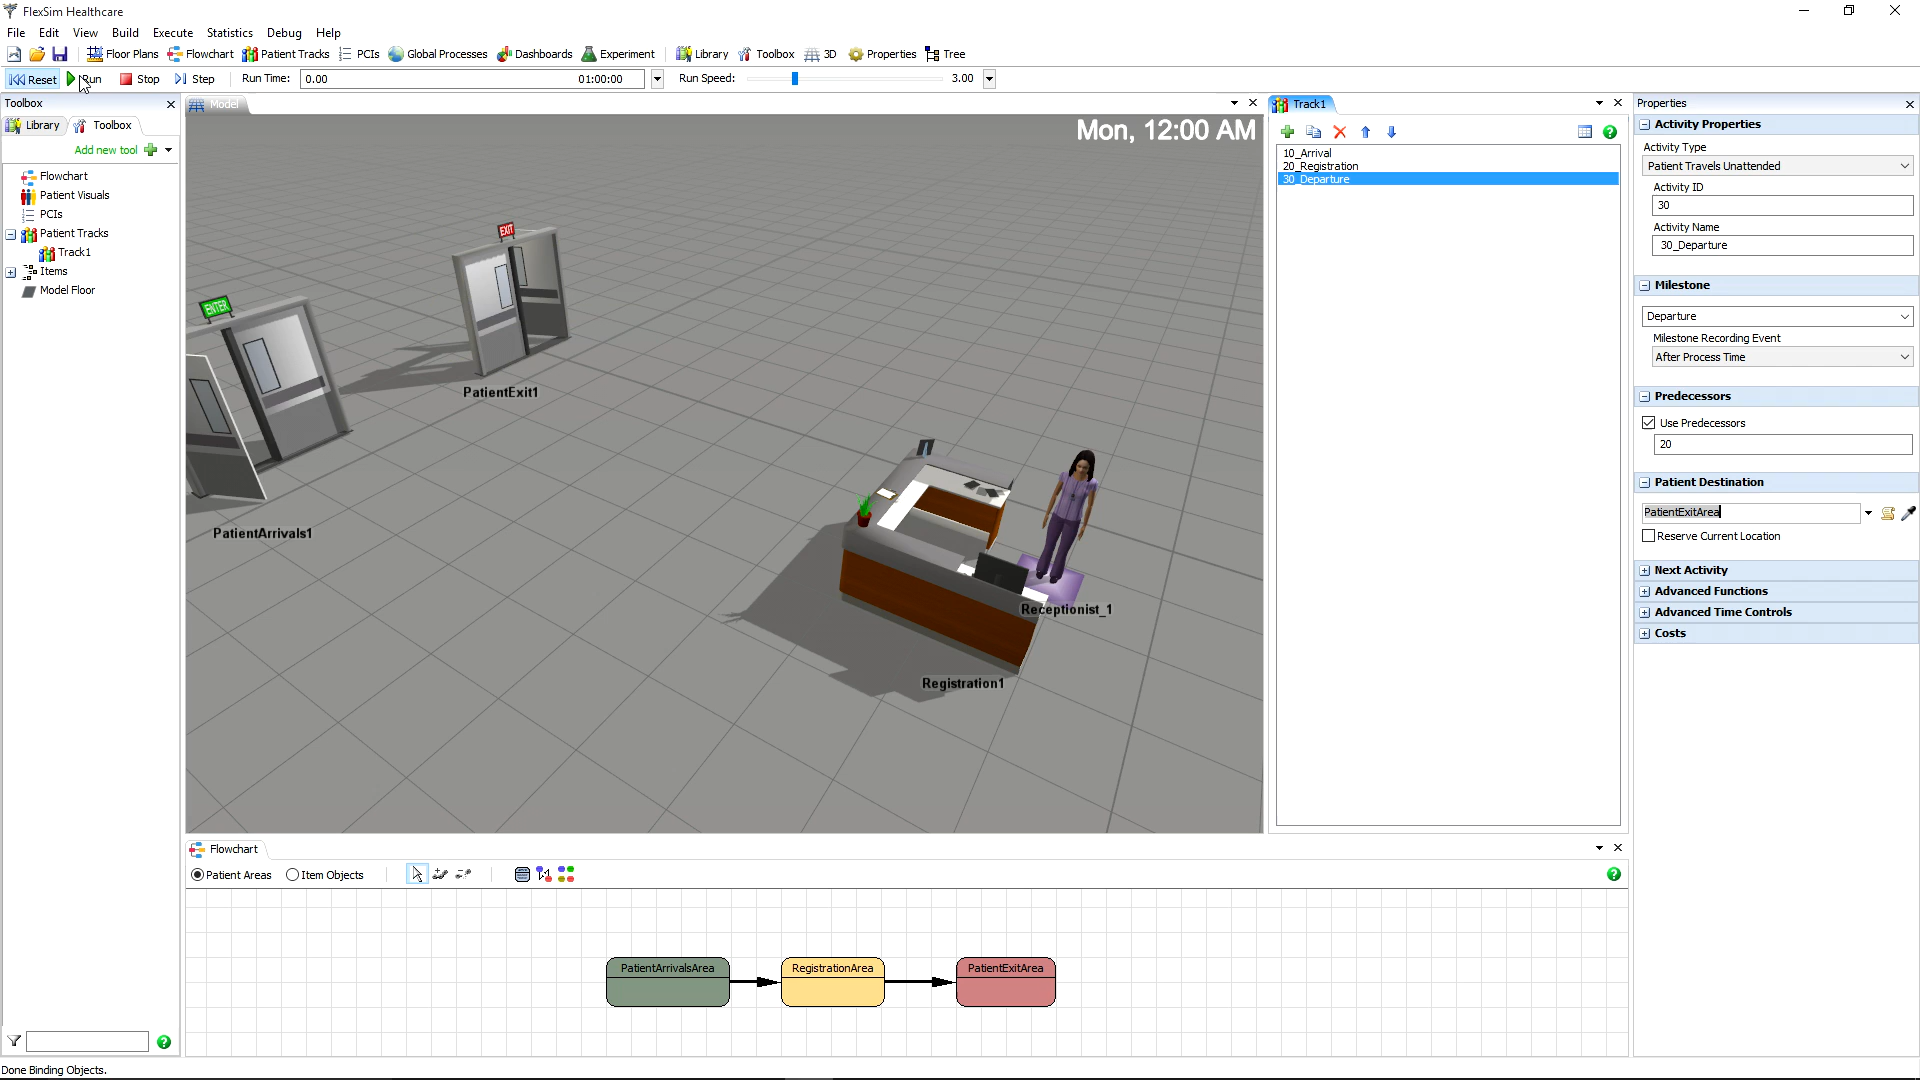 FlexSim Healthcare
File Edit View Build Execute Statistics Debug Help
Floor Plans Flowchart Patient Tracks PCIs Global Processes Dashboards Experiment Library Toolbox 3D Properties Tree
Reset Run Stop Step Run Time: 0.00 01:00:00 Run Speed: 3.00
Toolbox
Library Toolbox
Add new tool
Flowchart
Patient Visuals
PCIs
Patient Tracks
Track1
Items
Model Floor
Model
Mon, 12:00 AM
EXIT
ENTER
PatientExit1
PatientArrivals1
Receptionist_1
Registration1
Track1
10_Arrival
20_Registration
30_Departure
Properties
Activity Properties
Activity Type
Patient Travels Unattended
Activity ID
30
Activity Name
30_Departure
Milestone
Departure
Milestone Recording Event
After Process Time
Predecessors
Use Predecessors
20
Patient Destination
PatientExitArea
Reserve Current Location
Next Activity
Advanced Functions
Advanced Time Controls
Costs
Flowchart
Patient Areas Item Objects
PatientArrivalsArea RegistrationArea PatientExitArea
Done Binding Objects.